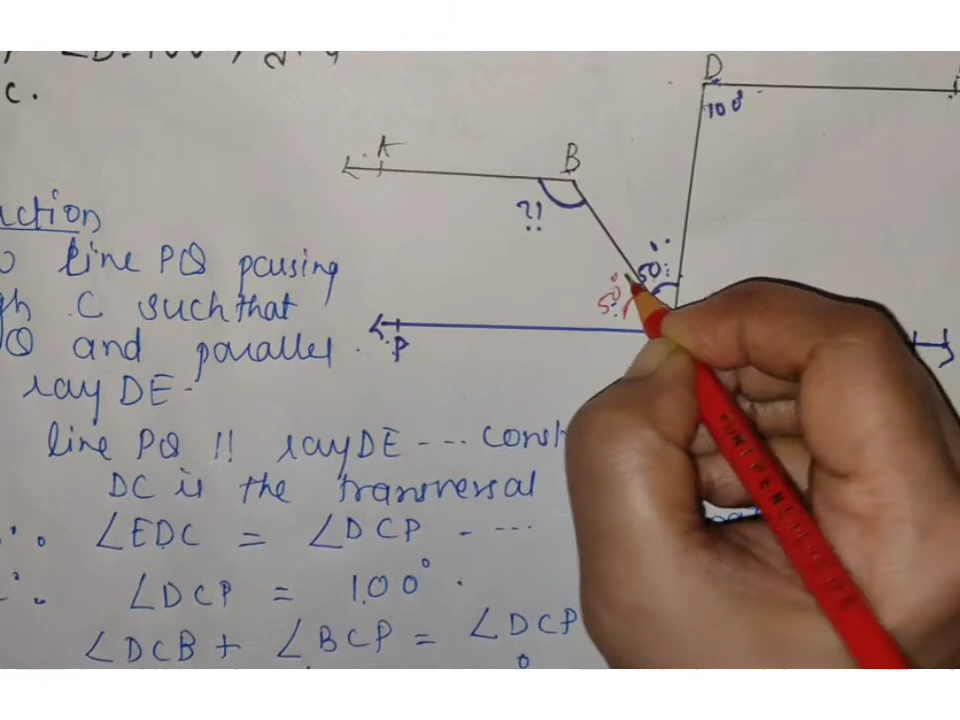 c.
D
100°
A
B
?!
50°
50°
P
line PQ passing
C such that
and parallel.
ray DE-
line PQ || ray DE --- const
DC is the transversal
∴ ∠EDC = ∠DCP - ---
∴ ∠DCP = 100°.
∠DCB + ∠BCP = ∠DCP